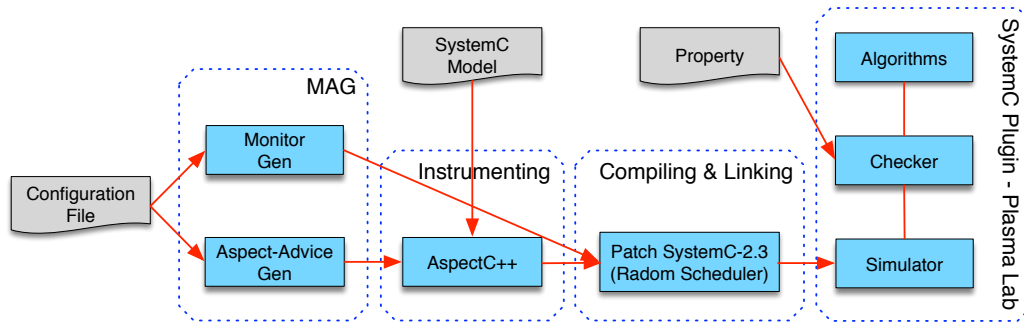 SystemC
Model
Property
Algorithms
MAG
Monitor
Gen
Instrumenting
Compiling & Linking
Checker
Configuration
File
Aspect-Advice
Gen
AspectC++
Patch SystemC-2.3
(Radom Scheduler)
Simulator
SystemC Plugin - Plasma Lab